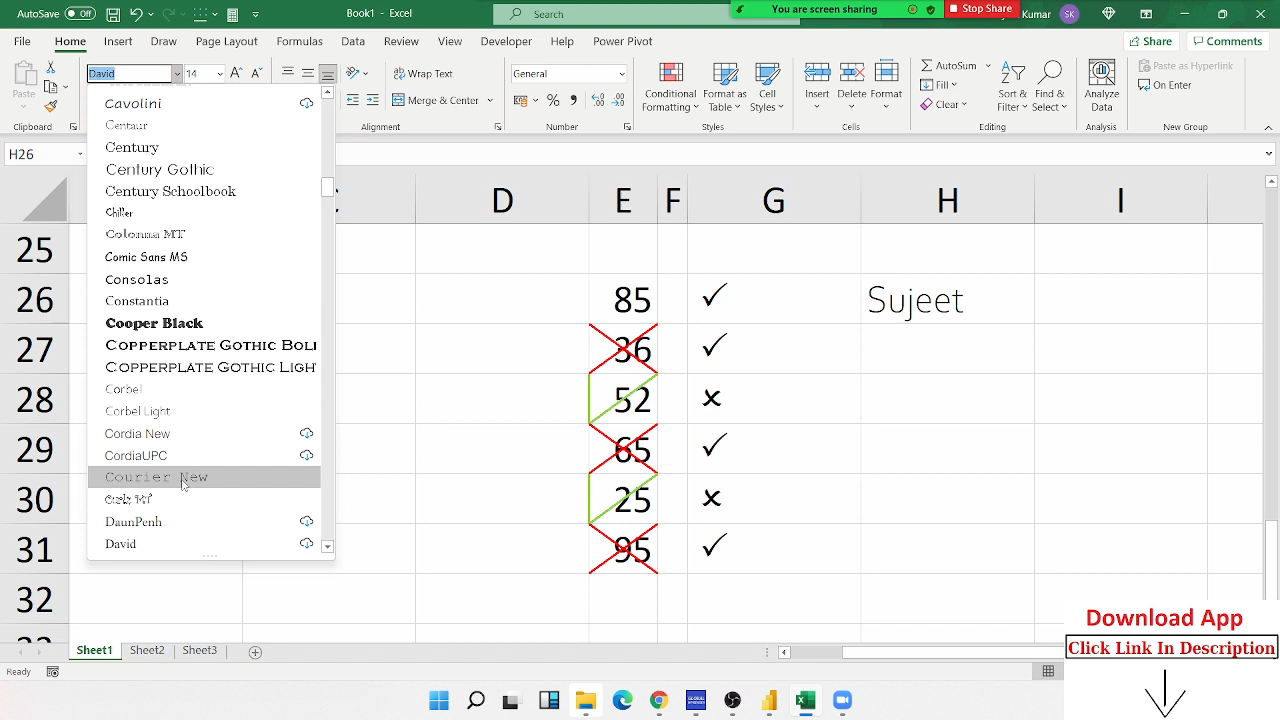 AutoSave Off Book1 - Excel Search You are screen sharing Stop Share Kumar SK
File Home Insert Draw Page Layout Formulas Data Review View Developer Help Power Pivot Share Comments
David 14 Wrap Text General AutoSum Paste as Hyperlink
Paste Merge & Center Conditional Formatting Format as Table Cell Styles Insert Delete Format Fill Clear Sort & Filter Find & Select Analyze Data On Enter
Clipboard Alignment Number Styles Cells Editing Analysis New Group
H26
Cavolini
Centaur
Century
Century Gothic
Century Schoolbook
Chiller
Colonna MT
Comic Sans MS
Consolas
Constantia
Cooper Black
Copperplate Gothic Bol
Copperplate Gothic Ligh
Corbel
Corbel Light
Cordia New
CordiaUPC
Courier New
Curlz MT
DaunPenh
David
D E F G H I
25
26 85 ✓ Sujeet
27 36 ✓
28 52 ✗
29 65 ✓
30 25 ✗
31 95 ✓
32
Sheet1 Sheet2 Sheet3
Ready
Download App
Click Link In Description